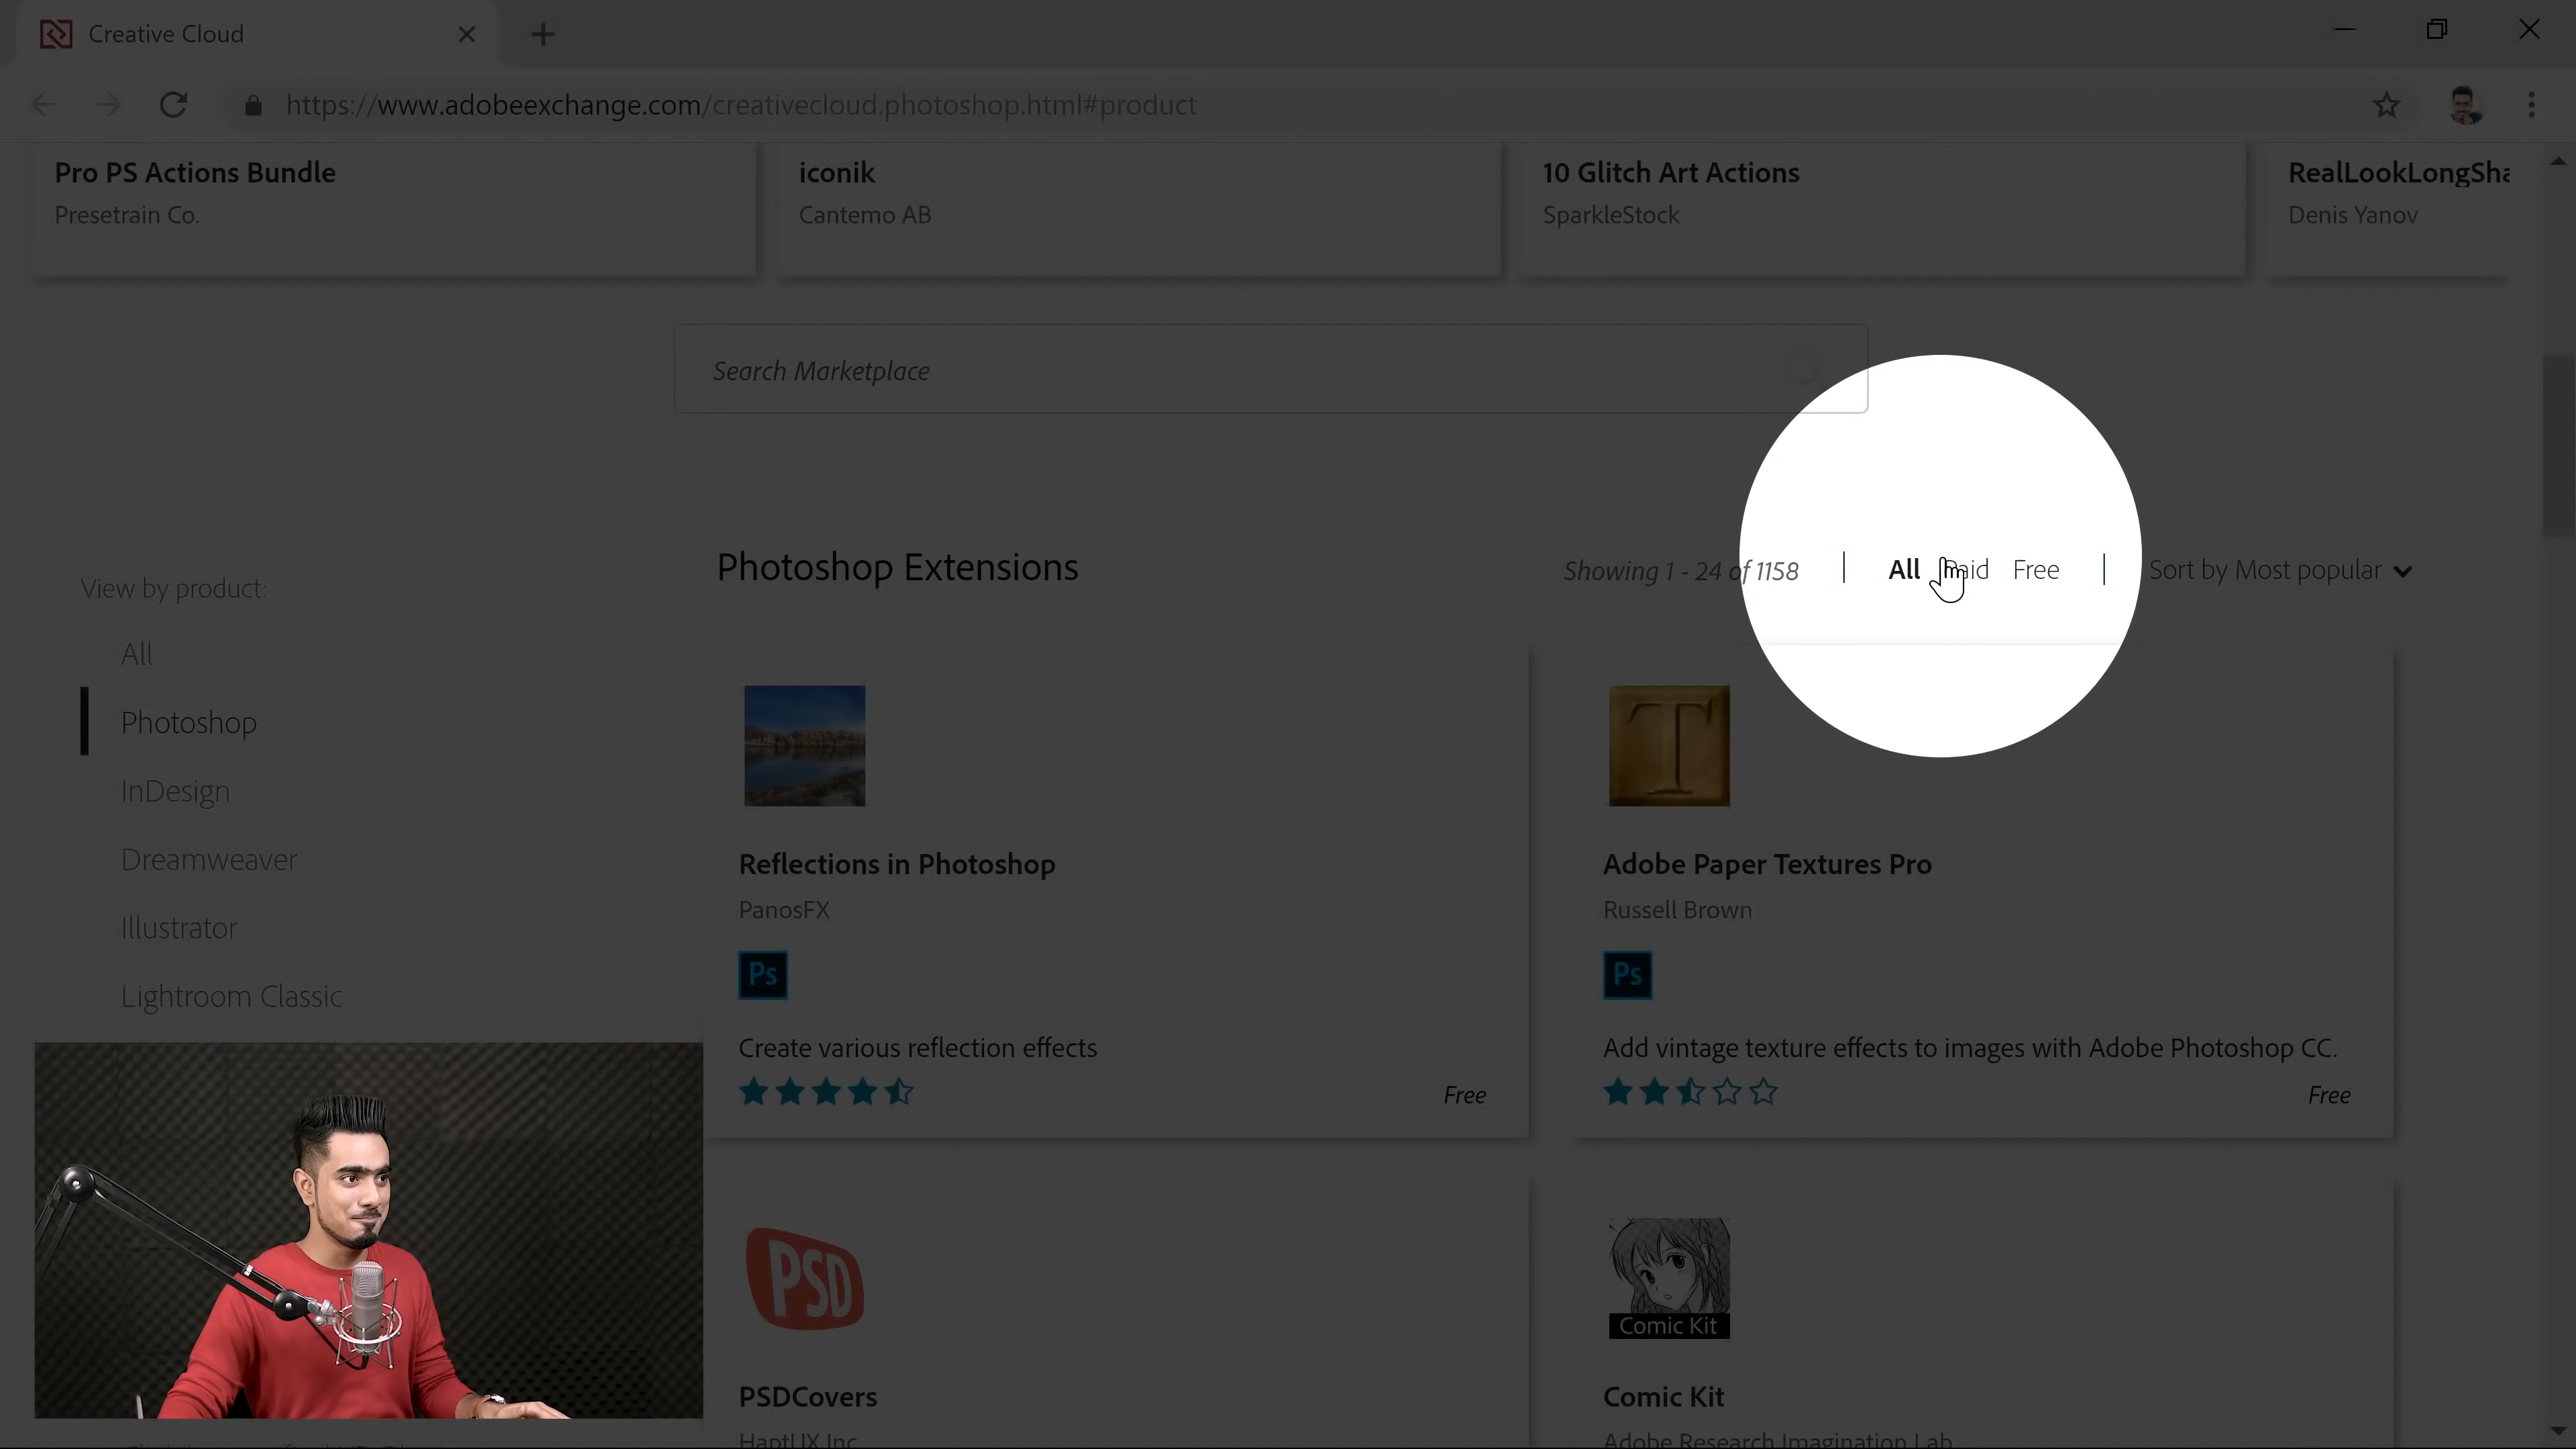 Creative Cloud
https://www.adobeexchange.com/creativecloud.photoshop.html#product
Pro PS Actions Bundle
Presetrain Co.
iconik
Cantemo AB
10 Glitch Art Actions
SparkleStock
RealLookLongSha
Denis Yanov
Search Marketplace
Photoshop Extensions
Showing 1 - 24 of 1158 | All Paid Free | Sort by Most popular
View by product:
All
Photoshop
InDesign
Dreamweaver
Illustrator
Lightroom Classic
Reflections in Photoshop
PanosFX
Ps
Create various reflection effects
Free
T
Adobe Paper Textures Pro
Russell Brown
Ps
Add vintage texture effects to images with Adobe Photoshop CC.
Free
PSD
PSDCovers
HaptUX Inc
Comic Kit
Comic Kit
Adobe Research Imagination Lab